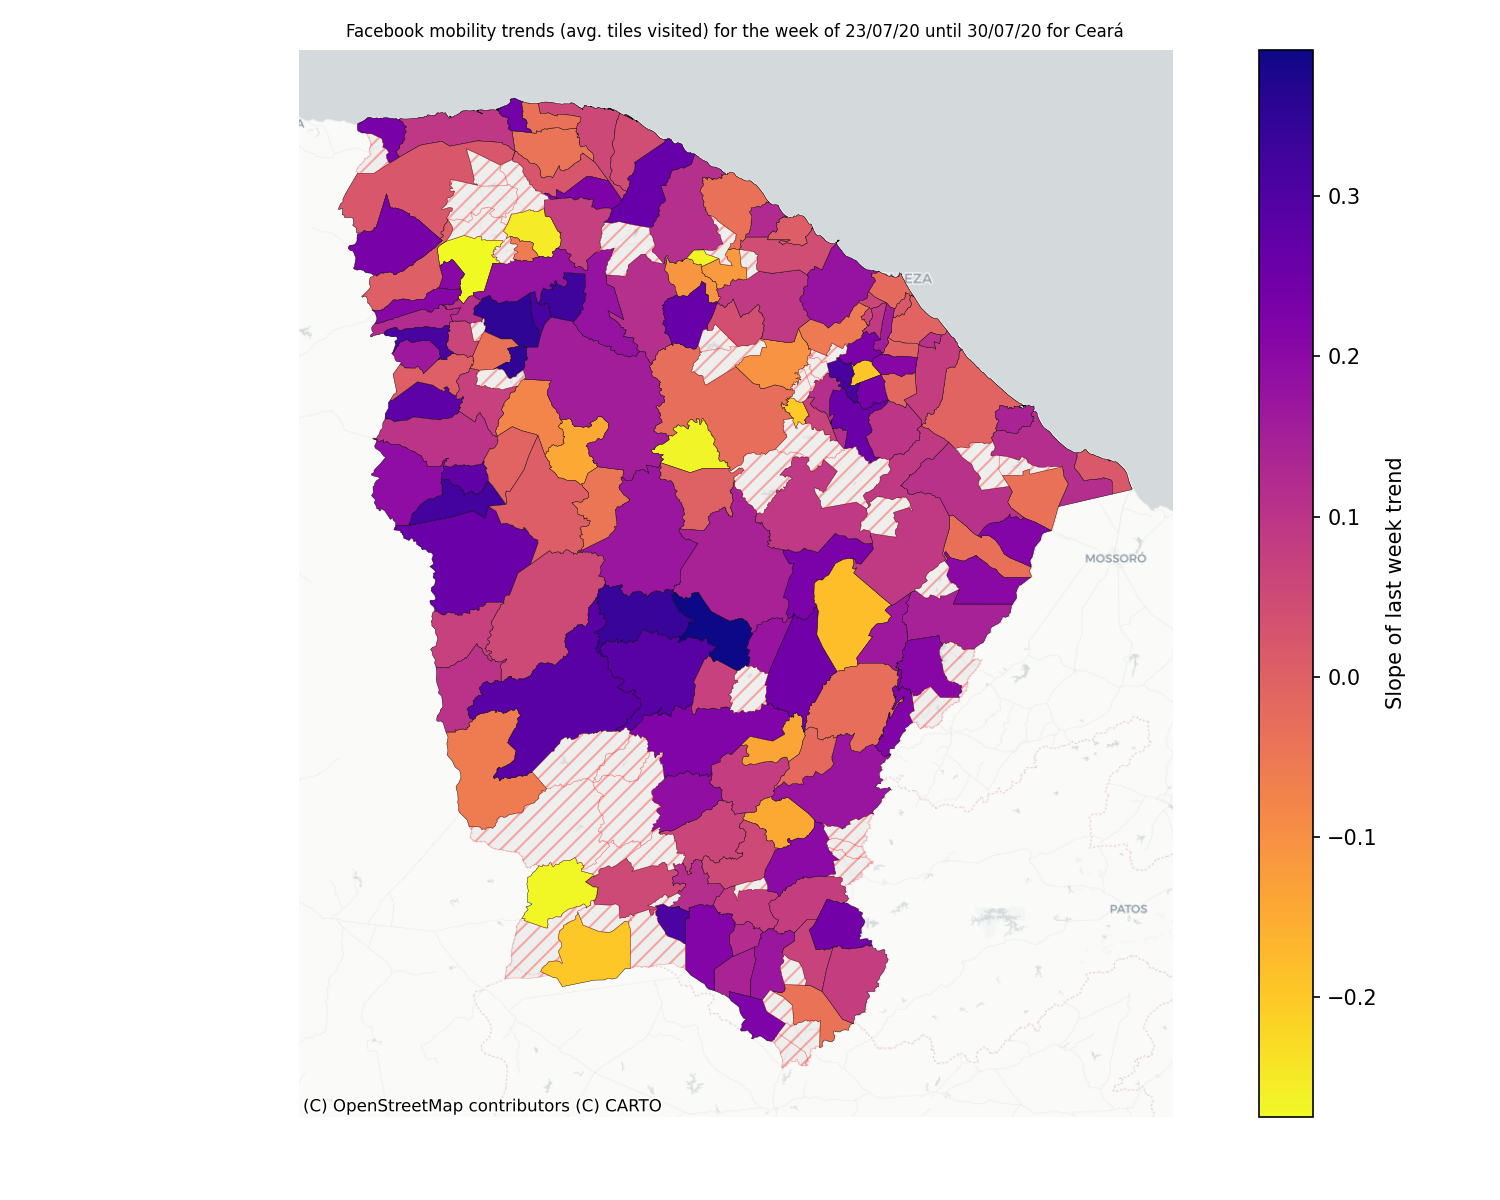 Facebook mobility trends (avg. tiles visited) for the week of 23/07/20 until 30/07/20 for Ceará
EZA
MOSSORÓ
PATOS
(C) OpenStreetMap contributors (C) CARTO
0.3
0.2
0.1
0.0
−0.1
−0.2
Slope of last week trend